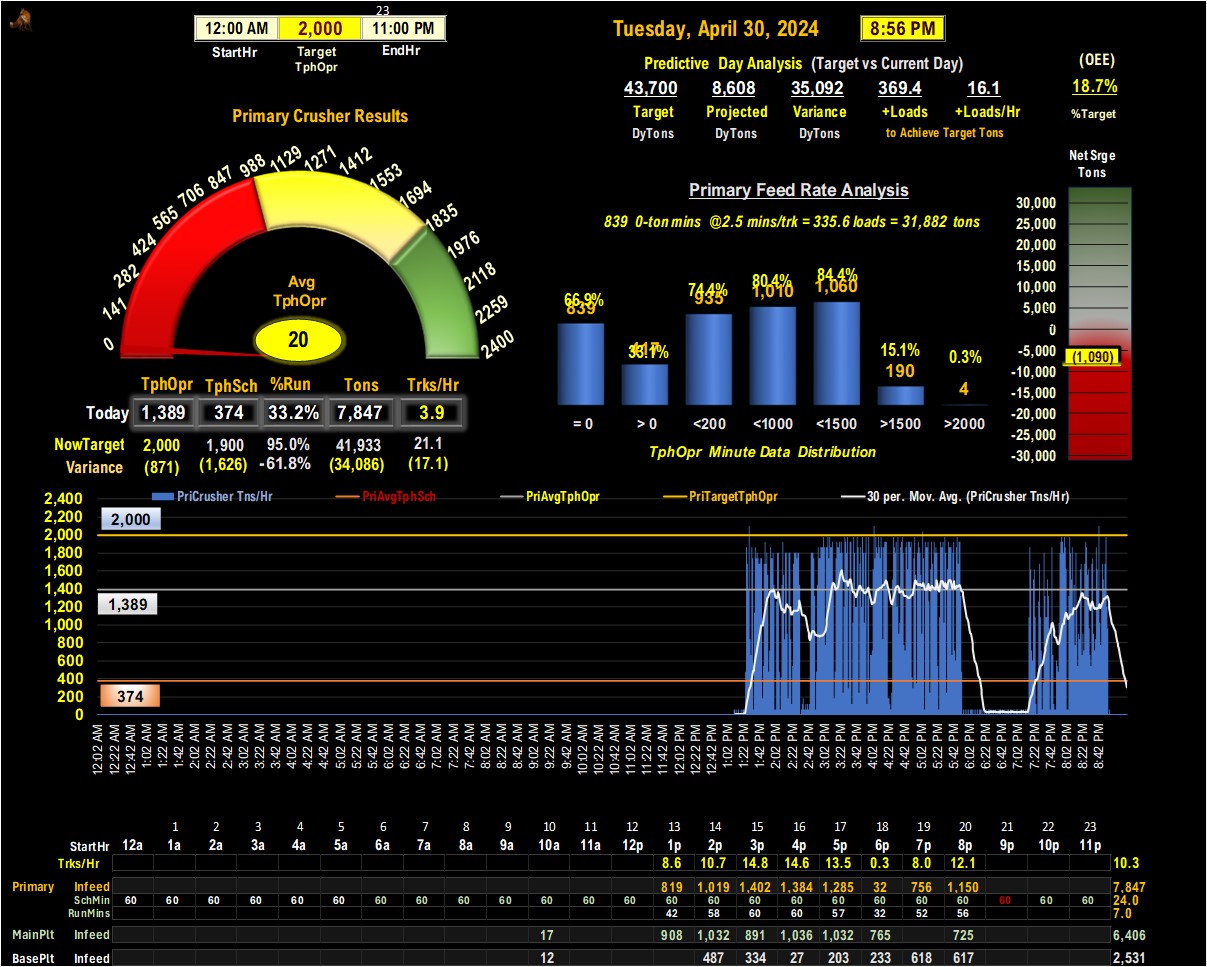 23
12:00 AM 2,000 11:00 PM
StartHr Target TphOpr EndHr
Tuesday, April 30, 2024 8:56 PM
Predictive Day Analysis (Target vs Current Day)
43,700 8,608 35,092 369.4 16.1
Target Projected Variance +Loads +Loads/Hr
DyTons DyTons DyTons to Achieve Target Tons
(OEE)
18.7%
%Target
Primary Crusher Results
0 141 282 424 565 706 847 988 1129 1271 1412 1553 1694 1835 1976 2118 2259 2400
Avg
TphOpr
20
TphOpr TphSch %Run Tons Trks/Hr
Today 1,389 374 33.2% 7,847 3.9
NowTarget 2,000 1,900 95.0% 41,933 21.1
Variance (871) (1,626) -61.8% (34,086) (17.1)
Primary Feed Rate Analysis
839 0-ton mins @2.5 mins/trk = 335.6 loads = 31,882 tons
66.9% 33.1% 74.4% 80.4% 84.4% 15.1% 0.3%
839 417 935 1,010 1,060 190 4
= 0 > 0 <200 <1000 <1500 >1500 >2000
TphOpr Minute Data Distribution
Net Srge
Tons
30,000
25,000
20,000
15,000
10,000
5,000
0
-5,000
(1,090)
-10,000
-15,000
-20,000
-25,000
-30,000
PriCrusher Tns/Hr PriAvgTphSch PriAvgTphOpr PriTargetTphOpr 30 per. Mov. Avg. (PriCrusher Tns/Hr)
2,400
2,200
2,000
1,800
1,600
1,400
1,200
1,000
800
600
400
200
0
2,000
1,389
374
12:02 AM 12:22 AM 12:42 AM 1:02 AM 1:22 AM 1:42 AM 2:02 AM 2:22 AM 2:42 AM 3:02 AM 3:22 AM 3:42 AM 4:02 AM 4:22 AM 4:42 AM 5:02 AM 5:22 AM 5:42 AM 6:02 AM 6:22 AM 6:42 AM 7:02 AM 7:22 AM 7:42 AM 8:02 AM 8:22 AM 8:42 AM 9:02 AM 9:22 AM 9:42 AM 10:02 AM 10:22 AM 10:42 AM 11:02 AM 11:22 AM 11:42 AM 12:02 PM 12:22 PM 12:42 PM 1:02 PM 1:22 PM 1:42 PM 2:02 PM 2:22 PM 2:42 PM 3:02 PM 3:22 PM 3:42 PM 4:02 PM 4:22 PM 4:42 PM 5:02 PM 5:22 PM 5:42 PM 6:02 PM 6:22 PM 6:42 PM 7:02 PM 7:22 PM 7:42 PM 8:02 PM 8:22 PM 8:42 PM
1 2 3 4 5 6 7 8 9 10 11 12 13 14 15 16 17 18 19 20 21 22 23
StartHr 12a 1a 2a 3a 4a 5a 6a 7a 8a 9a 10a 11a 12p 1p 2p 3p 4p 5p 6p 7p 8p 9p 10p 11p
Trks/Hr 8.6 10.7 14.8 14.6 13.5 0.3 8.0 12.1 10.3
Primary Infeed 819 1,019 1,402 1,384 1,285 32 756 1,150 7,847
SchMin 60 60 60 60 60 60 60 60 60 60 60 60 60 60 60 60 60 60 60 60 60 60 60 60 24.0
RunMins 42 58 60 60 57 32 52 56 7.0
MainPlt Infeed 17 908 1,032 891 1,036 1,032 765 725 6,406
BasePlt Infeed 12 487 334 27 203 233 618 617 2,531